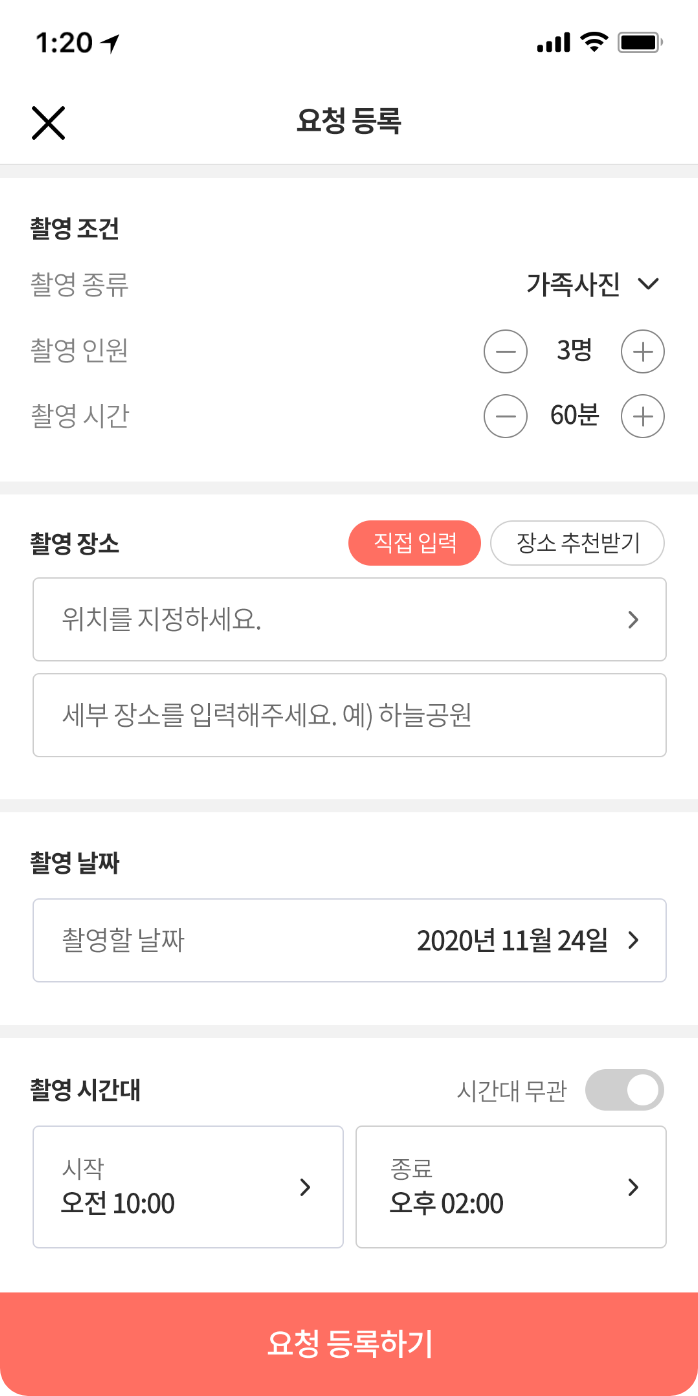 1:20
요청 등록
촬영 조건
촬영 종류 가족사진
촬영 인원 3명
촬영 시간 60분
촬영 장소 직접 입력 장소 추천받기
위치를 지정하세요.
세부 장소를 입력해주세요. 예) 하늘공원
촬영 날짜
촬영할 날짜 2020년 11월 24일
촬영 시간대 시간대 무관
시작 종료
오전 10:00 오후 02:00
요청 등록하기